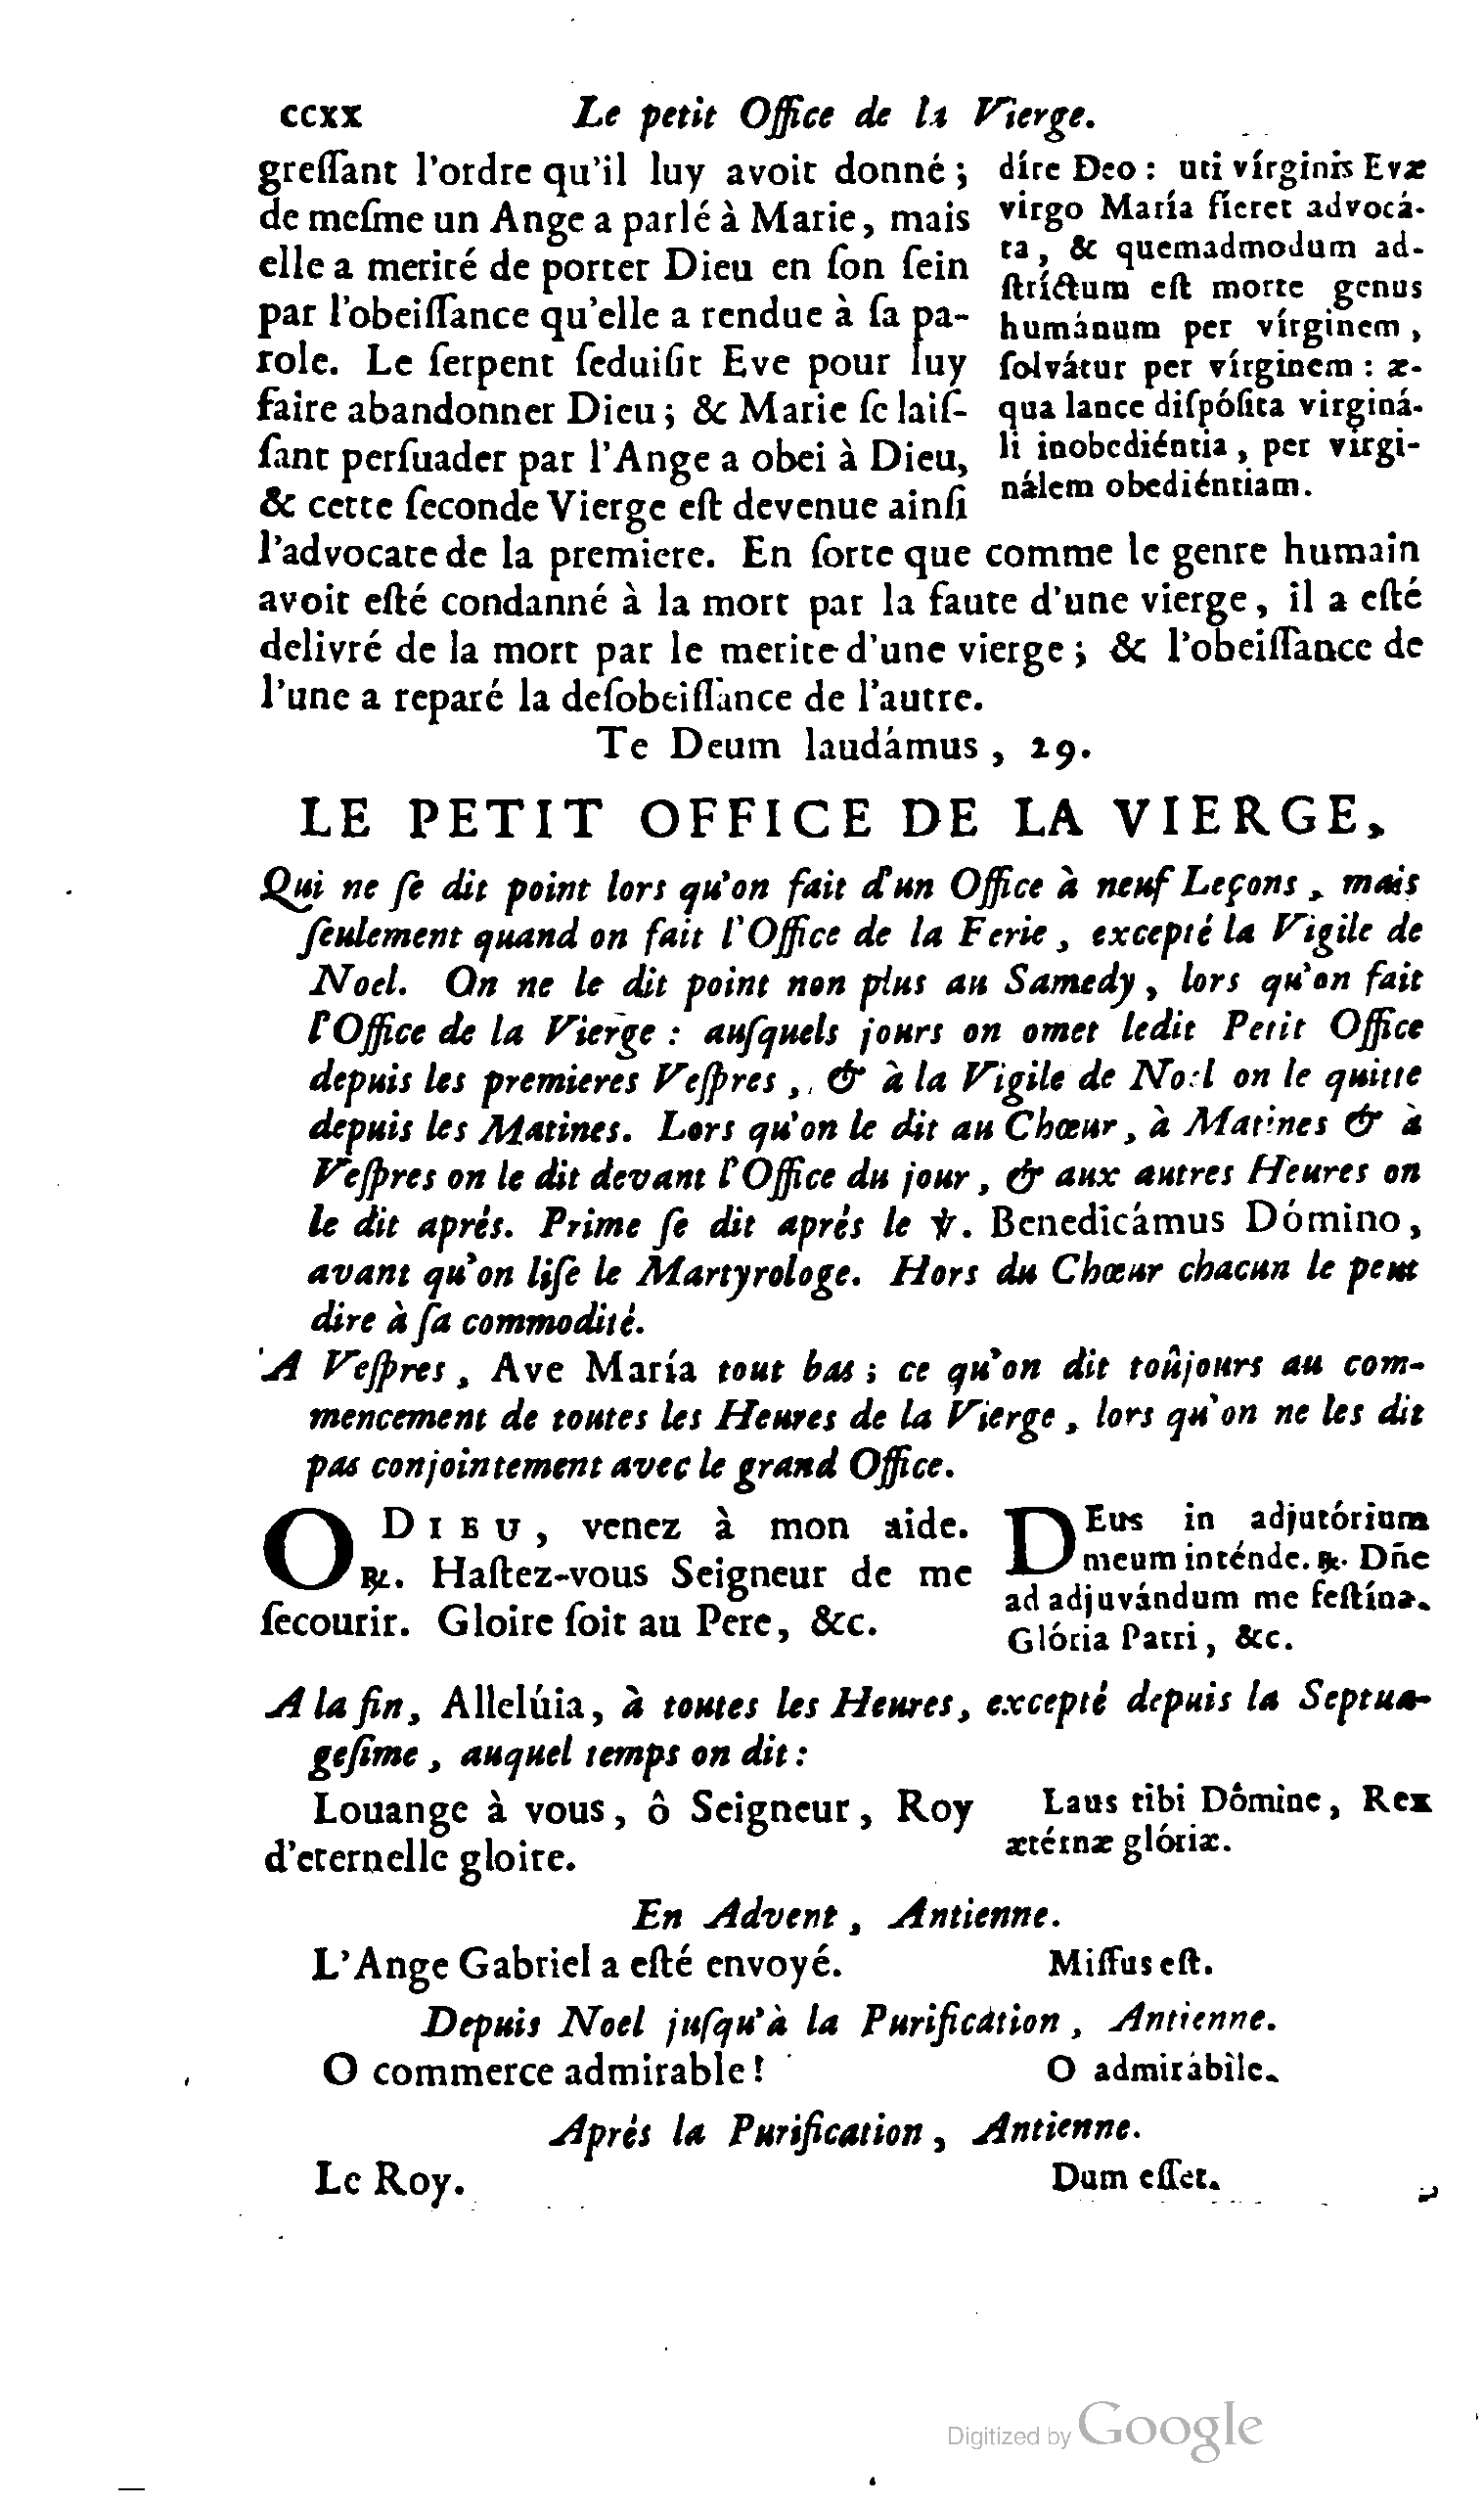 ccxx Le petit Office de la Vierge.
greſſant l'ordre qu'il luy avoit donné ;
de meſme un Ange a parlé à Marie, mais
elle a merité de porter Dieu en ſon ſein
par l'obeiſſance qu'elle a rendue à ſa pa-
role. Le ſerpent ſeduiſit Eve pour luy
faire abandonner Dieu ; & Marie ſe laiſ-
ſant perſuader par l'Ange a obei à Dieu,
& cette ſeconde Vierge eſt devenue ainſi
díre Deo : uti vírginis Evæ
virgo María fíeret advocá-
ta, & quemadmodum ad-
ſtríctum eſt morte genus
humánum per vírginem,
ſolvátur per vírginem : æ-
qua lance diſpóſita virginá-
li inobediéntia, per virgi-
nálem obediéntiam.
l'advocate de la premiere. En ſorte que comme le genre humain
avoit eſté condanné à la mort par la faute d'une vierge, il a eſté
delivré de la mort par le merite d'une vierge ; & l'obeiſſance de
l'une a reparé la deſobeiſſance de l'autre.
Te Deum laudámus, 29.
LE PETIT OFFICE DE LA VIERGE,
Qui ne ſe dit point lors qu'on fait d'un Office à neuf Leçons, mais
ſeulement quand on fait l'Office de la Ferie, excepté la Vigile de
Noel. On ne le dit point non plus au Samedy, lors qu'on fait
l'Office de la Vierge : auſquels jours on omet ledit Petit Office
depuis les premieres Veſpres, & à la Vigile de Noel on le quitte
depuis les Matines. Lors qu'on le dit au Chœur, à Matines & à
Veſpres on le dit devant l'Office du jour, & aux autres Heures on
le dit aprés. Prime ſe dit aprés le ℣. Benedicámus Dómino,
avant qu'on liſe le Martyrologe. Hors du Chœur chacun le peut
dire à ſa commodité.
A Veſpres, Ave María tout bas ; ce qu'on dit toûjours au com-
mencement de toutes les Heures de la Vierge, lors qu'on ne les dit
pas conjointement avec le grand Office.
O DIEU, venez à mon aide.
℟. Haſtez-vous Seigneur de me
ſecourir. Gloire ſoit au Pere, &c.
DEus in adjutórium
meum inténde. ℟. Dñe
ad adjuvándum me feſtína.
Glória Patri, &c.
A la fin, Allelúia, à toutes les Heures, excepté depuis la Septua-
geſime, auquel temps on dit :
Louange à vous, ô Seigneur, Roy
d'eternelle gloire.
Laus tibi Dómine, Rex
ætérnæ glóriæ.
En Advent, Antienne.
L'Ange Gabriel a eſté envoyé. Miſſus eſt.
Depuis Noel juſqu'à la Purification, Antienne.
O commerce admirable ! O admirábile.
Aprés la Purification, Antienne.
Le Roy. Dum eſſet.
Digitized by Google